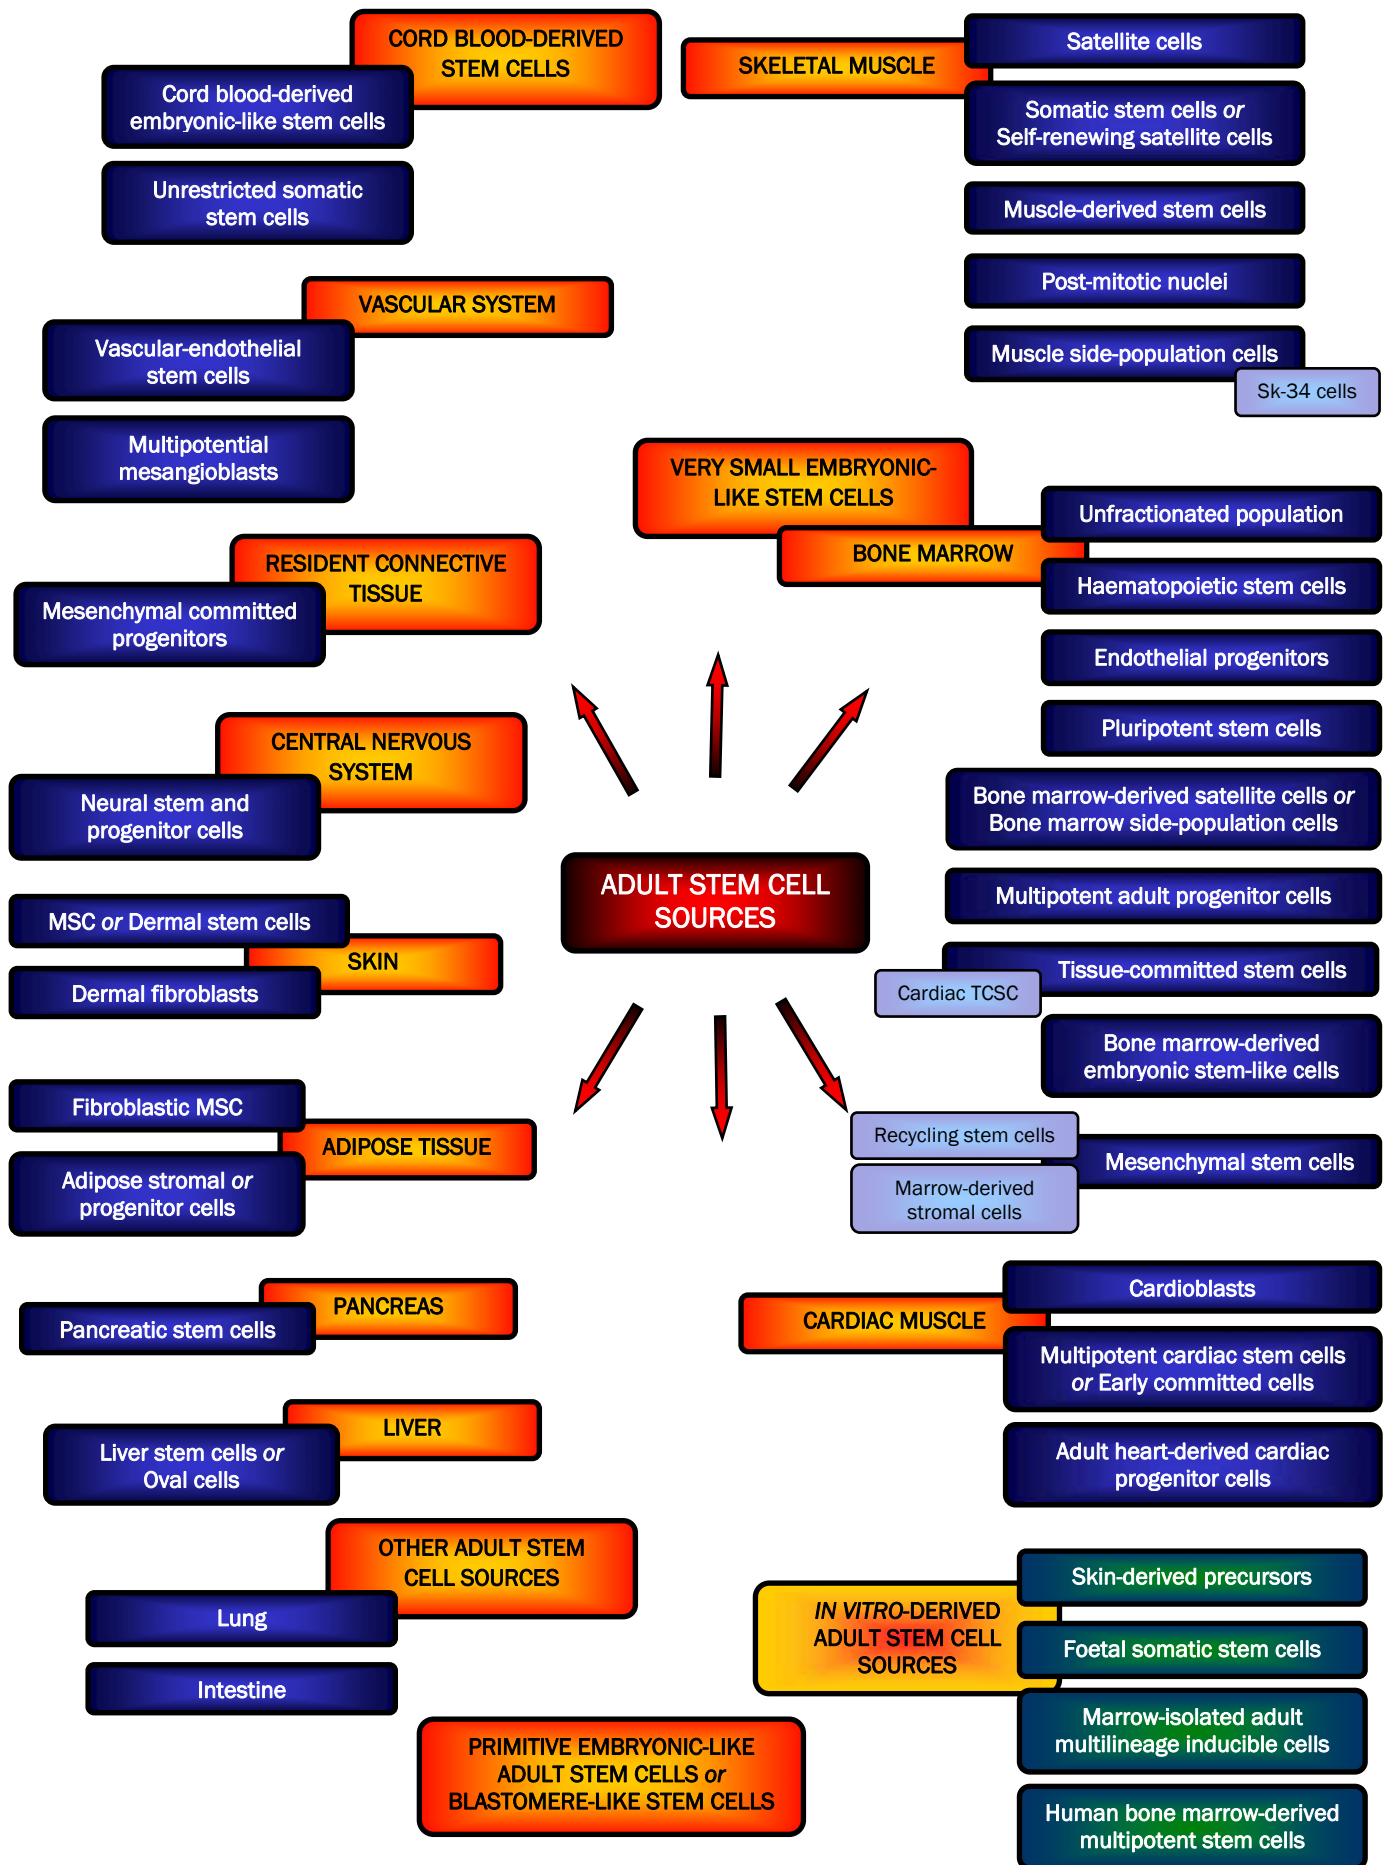 CORD BLOOD-DERIVED
STEM CELLS
Cord blood-derived
embryonic-like stem cells
Unrestricted somatic
stem cells
SKELETAL MUSCLE
Satellite cells
Somatic stem cells or
Self-renewing satellite cells
Muscle-derived stem cells
Post-mitotic nuclei
Muscle side-population cells
Sk-34 cells
VASCULAR SYSTEM
Vascular-endothelial
stem cells
Multipotential
mesangioblasts
VERY SMALL EMBRYONIC-
LIKE STEM CELLS
BONE MARROW
Unfractionated population
Haematopoietic stem cells
Endothelial progenitors
Pluripotent stem cells
Bone marrow-derived satellite cells or
Bone marrow side-population cells
Multipotent adult progenitor cells
Tissue-committed stem cells
Cardiac TCSC
Bone marrow-derived
embryonic stem-like cells
Recycling stem cells
Mesenchymal stem cells
Marrow-derived
stromal cells
RESIDENT CONNECTIVE
TISSUE
Mesenchymal committed
progenitors
CENTRAL NERVOUS
SYSTEM
Neural stem and
progenitor cells
ADULT STEM CELL
SOURCES
MSC or Dermal stem cells
SKIN
Dermal fibroblasts
Fibroblastic MSC
ADIPOSE TISSUE
Adipose stromal or
progenitor cells
PANCREAS
Pancreatic stem cells
LIVER
Liver stem cells or
Oval cells
CARDIAC MUSCLE
Cardioblasts
Multipotent cardiac stem cells
or Early committed cells
Adult heart-derived cardiac
progenitor cells
OTHER ADULT STEM
CELL SOURCES
Lung
Intestine
IN VITRO-DERIVED
ADULT STEM CELL
SOURCES
Skin-derived precursors
Foetal somatic stem cells
Marrow-isolated adult
multilineage inducible cells
Human bone marrow-derived
multipotent stem cells
PRIMITIVE EMBRYONIC-LIKE
ADULT STEM CELLS or
BLASTOMERE-LIKE STEM CELLS